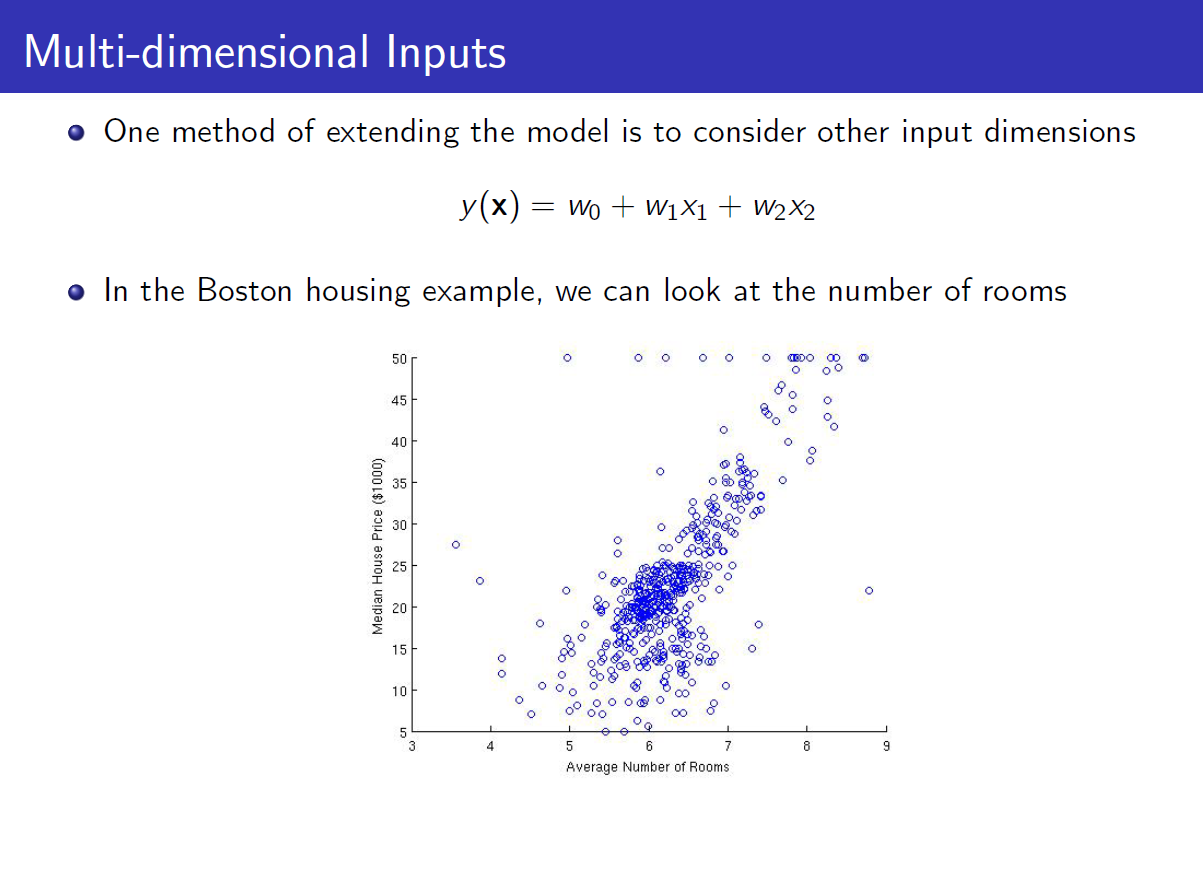 Multi-dimensional Inputs
One method of extending the model is to consider other input dimensions
y(x) = w₀ + w₁x₁ + w₂x₂
In the Boston housing example, we can look at the number of rooms
50
45
40
35
30
25
20
15
10
5
Median House Price ($1000)
3 4 5 6 7 8 9
Average Number of Rooms